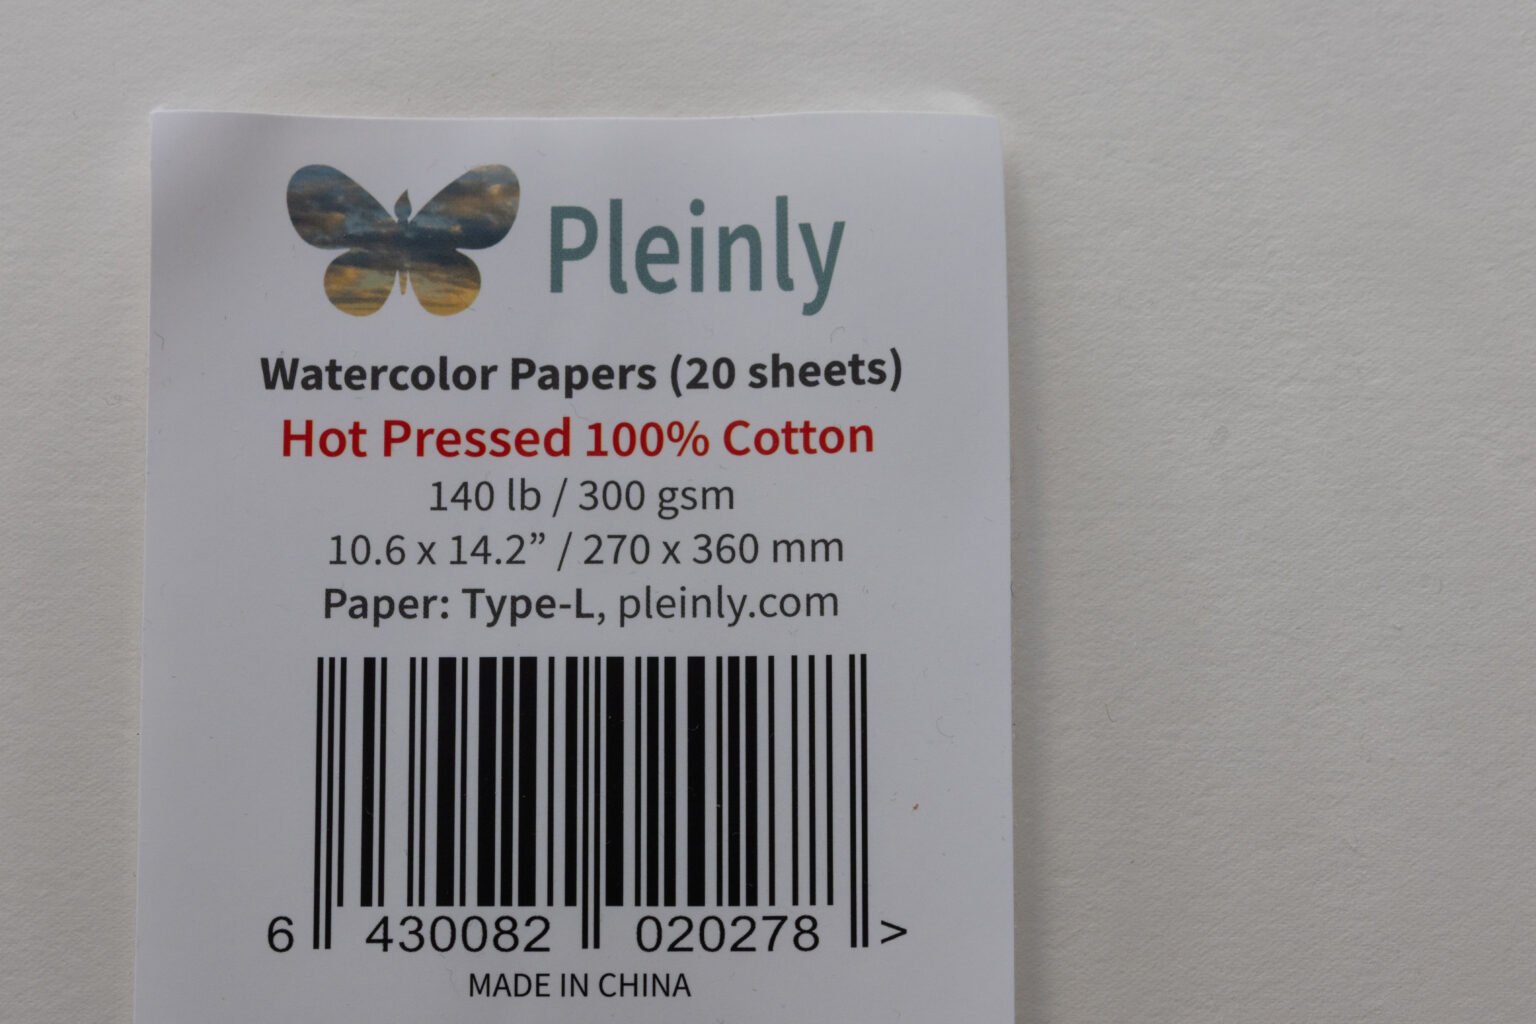 Pleinly
Watercolor Papers (20 sheets)
Hot Pressed 100% Cotton
140 lb / 300 gsm
10.6 x 14.2” / 270 x 360 mm
Paper: Type-L, pleinly.com
6 430082 020278 >
MADE IN CHINA